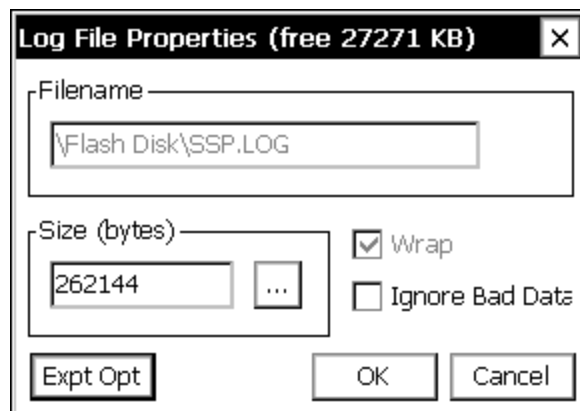 Log File Properties (free 27271 KB)
Filename
\Flash Disk\SSP.LOG
Size (bytes)
262144
...
Wrap
Ignore Bad Data
Expt Opt
OK
Cancel